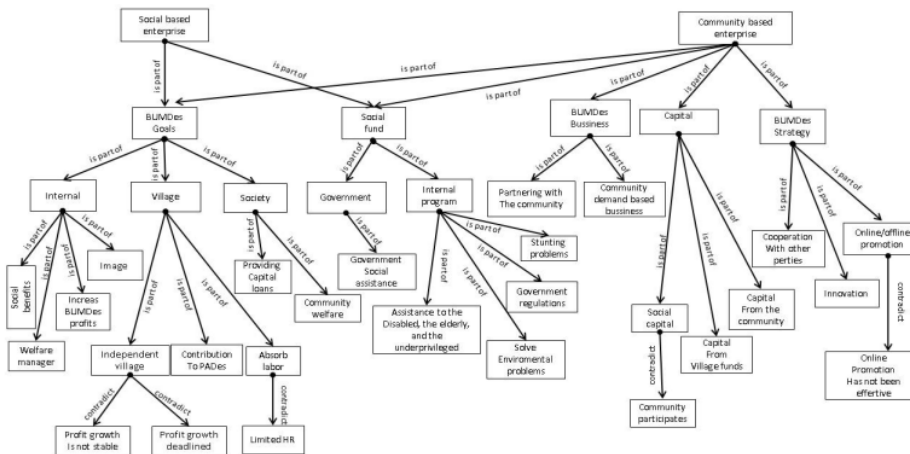 Social based
enterprise
Community based
enterprise
is part of
is part of
is part of
is part of
is part of
is part of
is part of
BUMDes
Goals
Social
fund
BUMDes
Bussiness
Capital
BUMDes
Strategy
is part of
is part of
is part of
is part of
is part of
is part of
is part of
is part of
is part of
is part of
is part of
is part of
is part of
is part of
Internal
Village
Society
Government
Internal
program
Partnering with
The community
Community
demand based
bussiness
is part of
is part of
is part of
is part of
is part of
is part of
is part of
is part of
is part of
is part of
is part of
is part of
is part of
is part of
Image
Social
benefits
Increas
BUMDes
profits
Providing
Capital
loans
Government
Social
assistance
Stunting
problems
Cooperation
With other
perties
Online/offline
promotion
Community
welfare
Government
regulations
Innovation
Capital
From the
community
Assistance to the
Disabled, the elderly,
and the
underprivileged
Social
capital
contradict
Welfare
manager
Independent
village
Contribution
To PADes
Absorb
labor
Solve
Enviromental
problems
Capital
From
Village funds
Online
Promotion
Has not been
effertive
contradict
contradict
contradict
contradict
Profit growth
Is not stable
Profit growth
deadlined
Limited HR
Community
participates